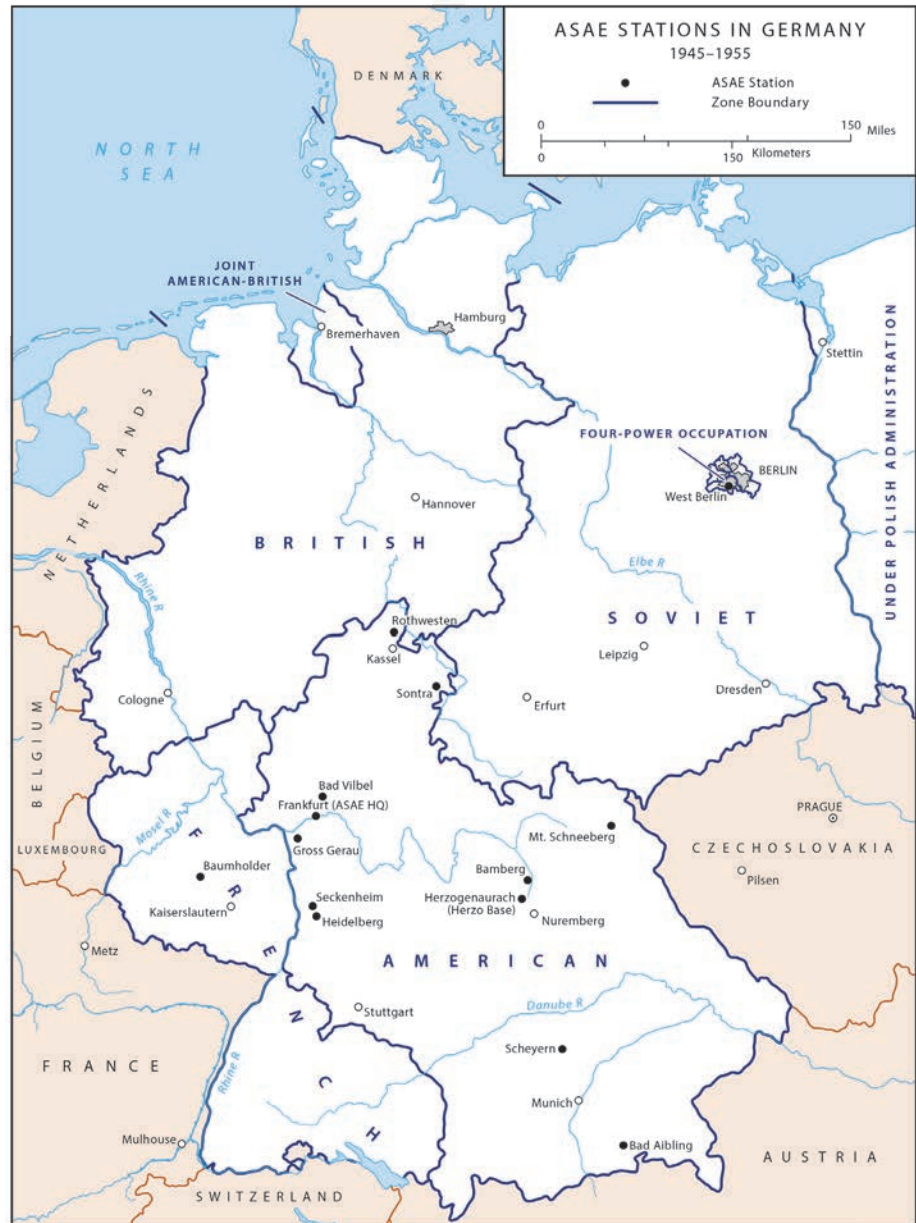 ASAE STATIONS IN GERMANY
1945–1955
ASAE Station
Zone Boundary
0
150
Miles
0
150
Kilometers
DENMARK
NORTH
SEA
JOINT
AMERICAN-BRITISH
Bremerhaven
Hamburg
Stettin
UNDER POLISH ADMINISTRATION
FOUR-POWER OCCUPATION
BERLIN
West Berlin
NETHERLANDS
Hannover
BRITISH
Elbe R
Rhine R
SOVIET
Rothwesten
Kassel
Leipzig
Sontra
Dresden
Cologne
Erfurt
BELGIUM
Bad Vilbel
Frankfurt (ASAE HQ)
PRAGUE
Mosel R
Mt. Schneeberg
LUXEMBOURG
Gross Gerau
CZECHOSLOVAKIA
Baumholder
Bamberg
Pilsen
Kaiserslautern
Seckenheim
Herzogenaurach
(Herzo Base)
Heidelberg
Nuremberg
Metz
AMERICAN
FRENCH
Stuttgart
Danube R
Scheyern
FRANCE
Rhine R
Munich
Mulhouse
Bad Aibling
AUSTRIA
SWITZERLAND